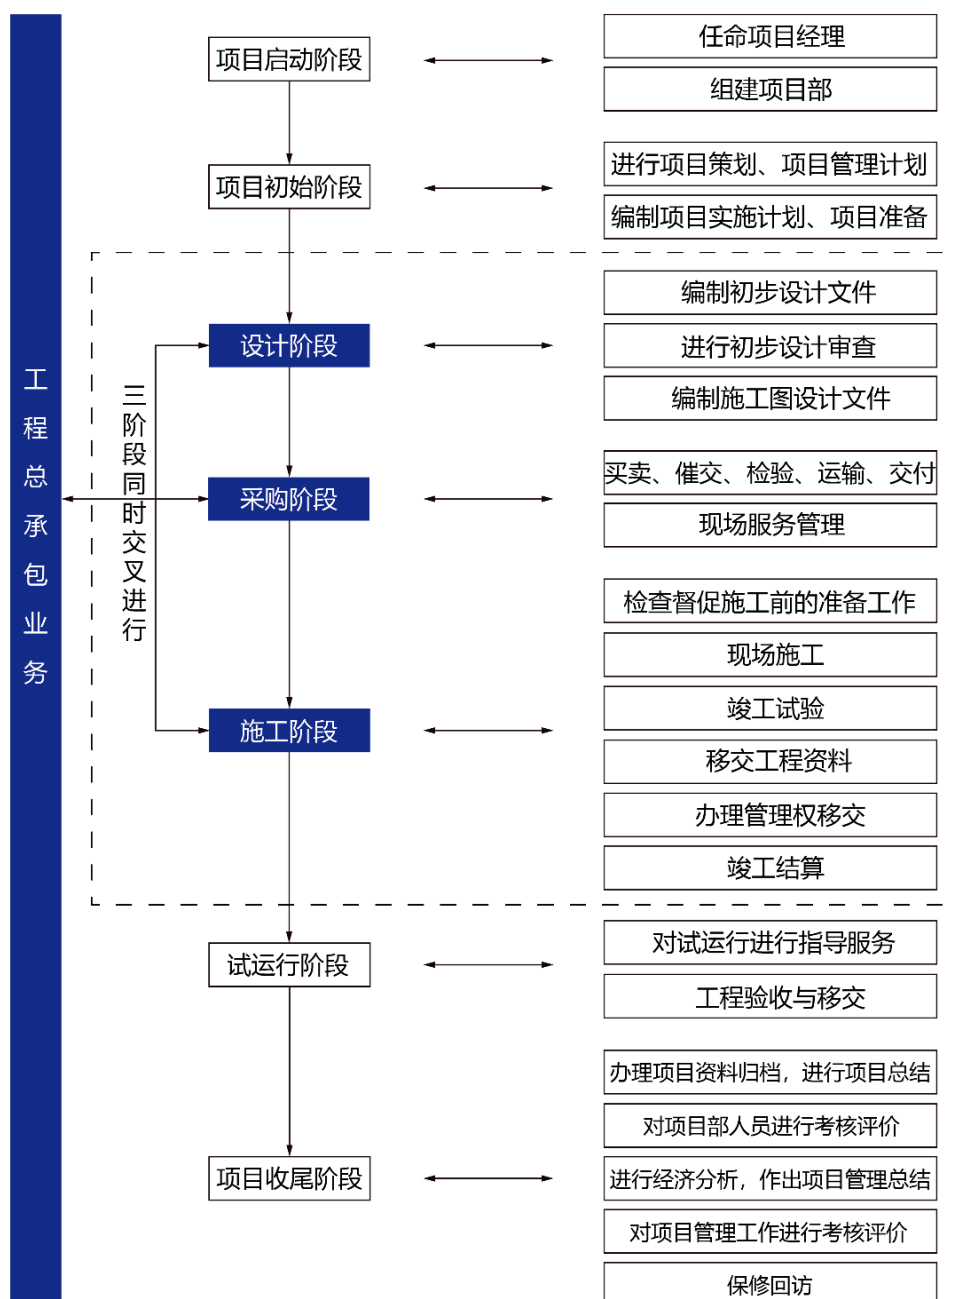 工程总承包业务
项目启动阶段
任命项目经理
组建项目部
项目初始阶段
进行项目策划、项目管理计划
编制项目实施计划、项目准备
三阶段同时交叉进行
设计阶段
编制初步设计文件
进行初步设计审查
编制施工图设计文件
采购阶段
买卖、催交、检验、运输、交付
现场服务管理
施工阶段
检查督促施工前的准备工作
现场施工
竣工试验
移交工程资料
办理管理权移交
竣工结算
试运行阶段
对试运行进行指导服务
工程验收与移交
项目收尾阶段
办理项目资料归档，进行项目总结
对项目部人员进行考核评价
进行经济分析，作出项目管理总结
对项目管理工作进行考核评价
保修回访